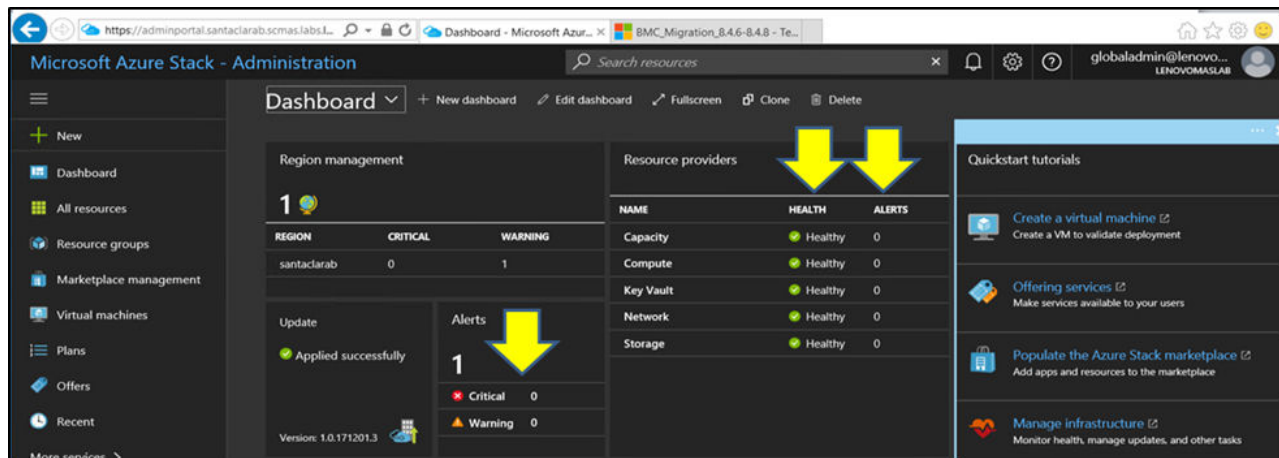 https://adminportal.santaclarab.scmas.labs.l...
Dashboard - Microsoft Azur...
BMC_Migration_8.4.6-8.4.8 - Te...
Microsoft Azure Stack - Administration
Search resources
globaladmin@lenovo...
LENOVOMASLAB
Dashboard
New dashboard
Edit dashboard
Fullscreen
Clone
Delete
New
Dashboard
All resources
Resource groups
Marketplace management
Virtual machines
Plans
Offers
Recent
More services
Region management
1
REGION CRITICAL WARNING
santaclarab 0 1
Update
Applied successfully
Version: 1.0.171201.3
Alerts
1
Critical 0
Warning 0
Resource providers
NAME HEALTH ALERTS
Capacity Healthy 0
Compute Healthy 0
Key Vault Healthy 0
Network Healthy 0
Storage Healthy 0
Quickstart tutorials
Create a virtual machine
Create a VM to validate deployment
Offering services
Make services available to your users
Populate the Azure Stack marketplace
Add apps and resources to the marketplace
Manage infrastructure
Monitor health, manage updates, and other tasks